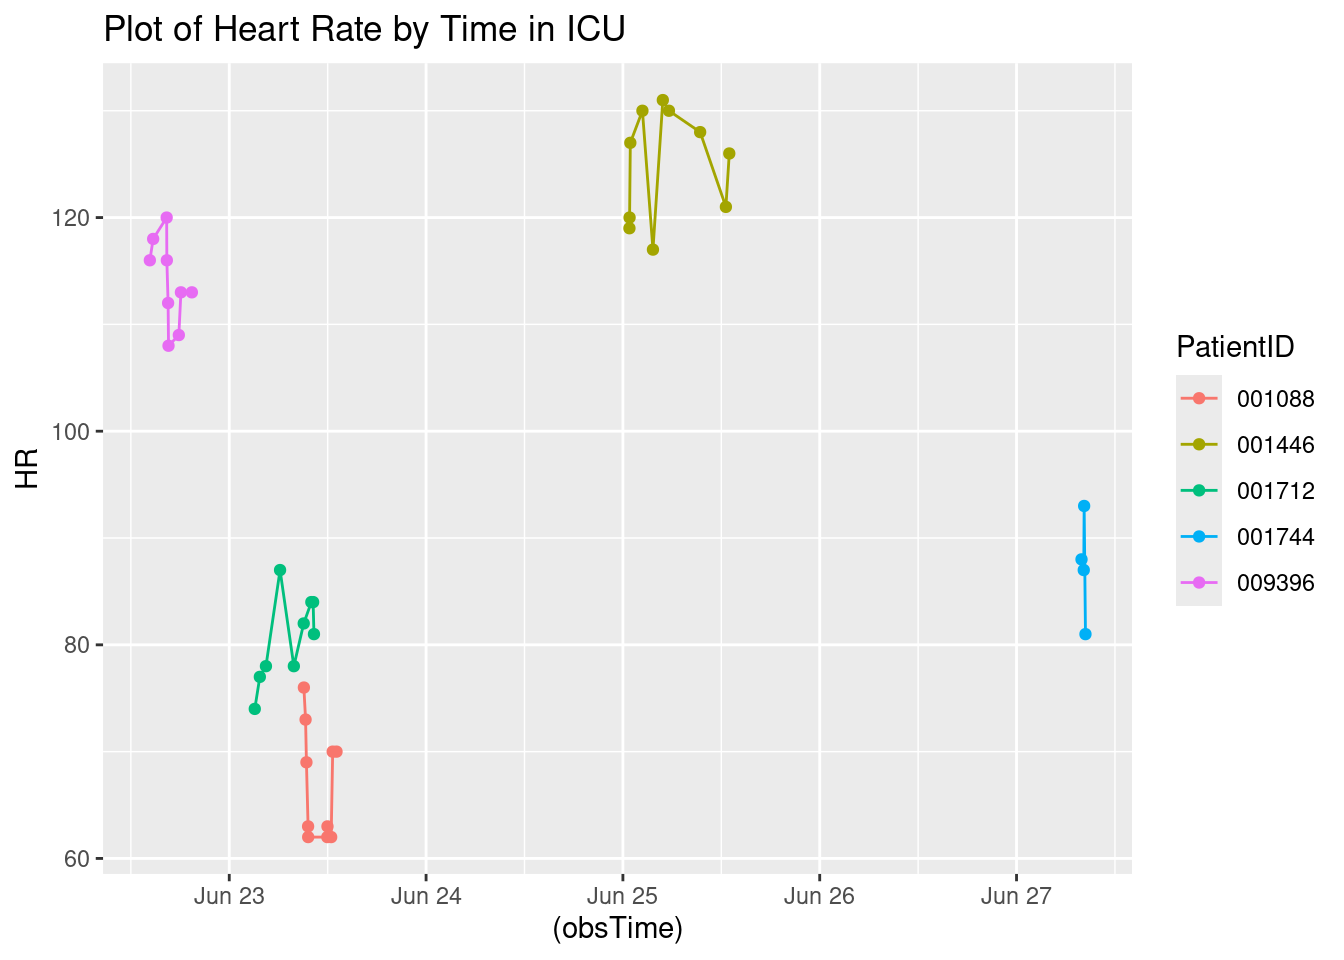 Plot of Heart Rate by Time in ICU
HR
120
100
80
60
Jun 23 Jun 24 Jun 25 Jun 26 Jun 27
(obsTime)
PatientID
001088
001446
001712
001744
009396